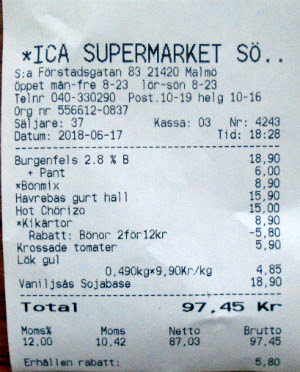 *ICA SUPERMARKET SÖ..
S:a Förstadsgatan 83 21420 Malmö
Öppet mån-fre 8-23 lör-sön 8-23
Telnr 040-330290 Post.10-19 helg 10-16
Org nr 556612-0837
Säljare: 37 Kassa: 03 Nr: 4243
Datum: 2018-06-17 Tid: 18:28
Burgenfels 2.8 % B 18,90
+ Pant 6,00
*Bönmix 8,90
Havrebas gurt hall 15,90
Hot Chorizo 15,00
*Kikärtor 8,90
Rabatt: Bönor 2för12kr -5,80
Krossade tomater 5,90
Lök gul
0,490kg*9,90Kr/kg 4,85
Vaniljsås Sojabase 18,90
Total 97,45 Kr
Moms% Moms Netto Brutto
12,00 10,42 87,03 97,45
Erhållen rabatt: 5,80